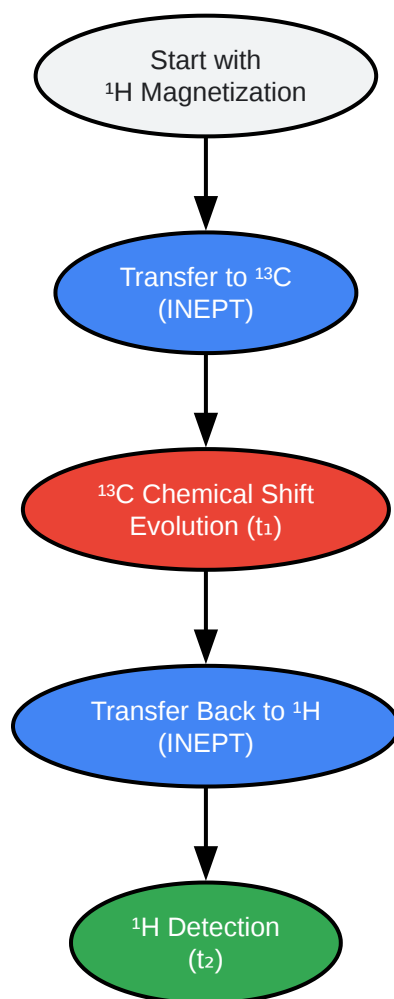 Start with
¹H Magnetization
Transfer to ¹³C
(INEPT)
¹³C Chemical Shift
Evolution (t₁)
Transfer Back to ¹H
(INEPT)
¹H Detection
(t₂)